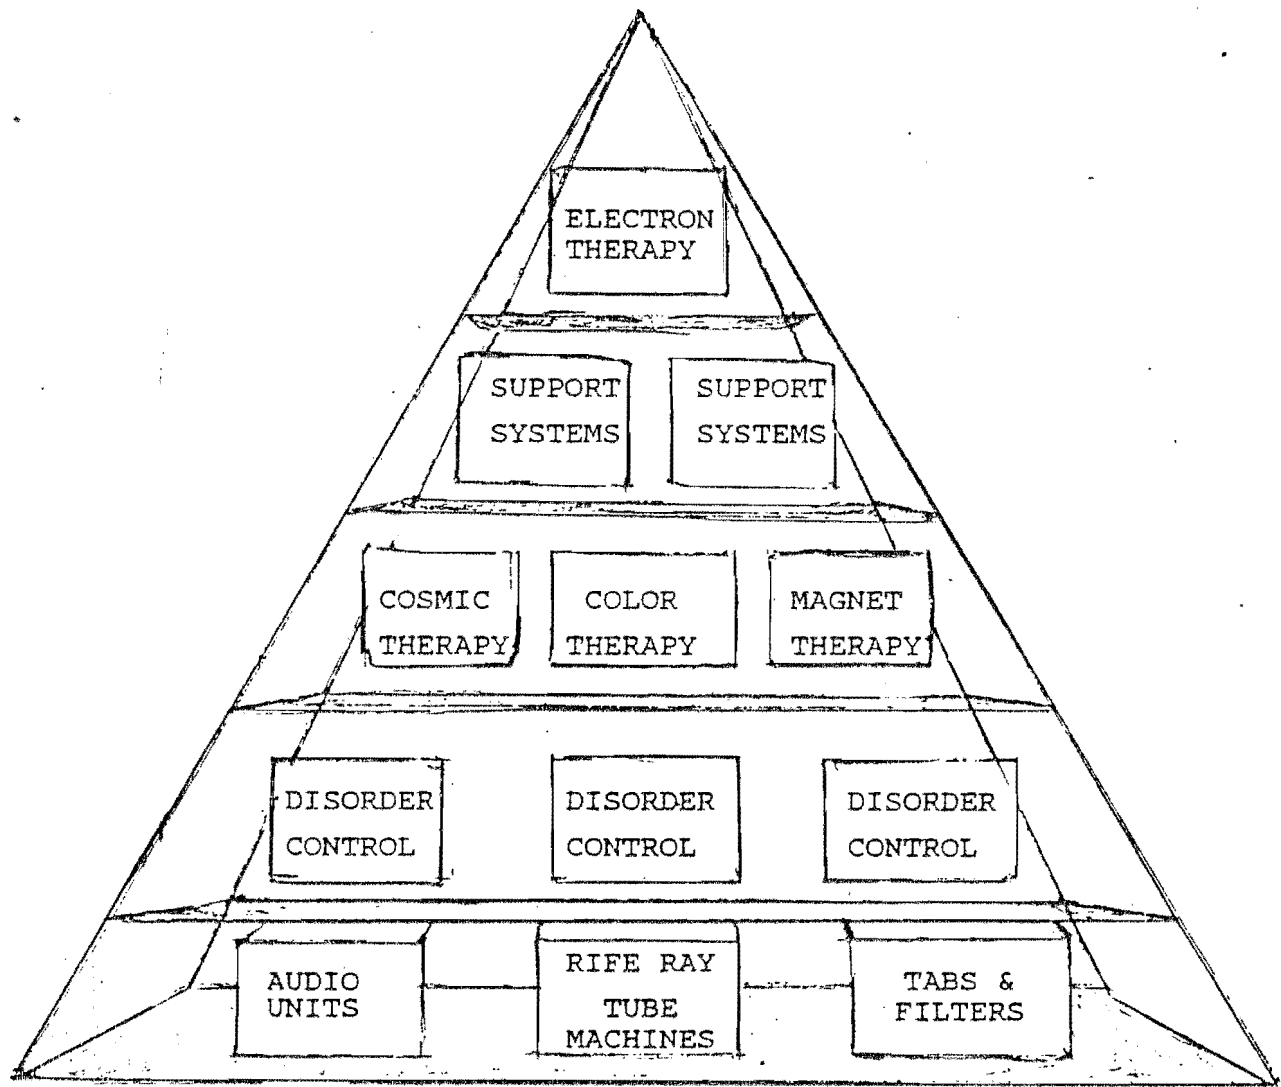 ELECTRON
THERAPY
SUPPORT
SYSTEMS
SUPPORT
SYSTEMS
COSMIC
THERAPY
COLOR
THERAPY
MAGNET
THERAPY
DISORDER
CONTROL
DISORDER
CONTROL
DISORDER
CONTROL
AUDIO
UNITS
RIFE RAY
TUBE
MACHINES
TABS &
FILTERS